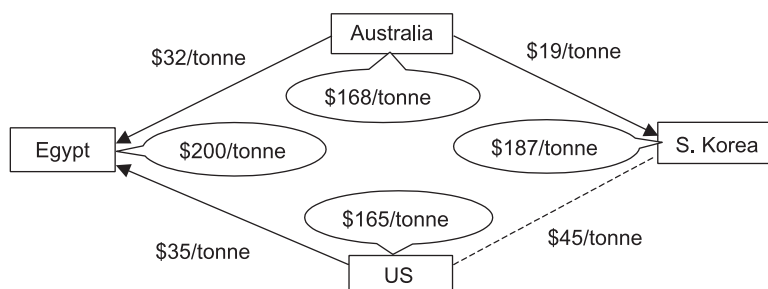 Australia
$32/tonne
$19/tonne
$168/tonne
Egypt
$200/tonne
$187/tonne
S. Korea
$165/tonne
$35/tonne
$45/tonne
US